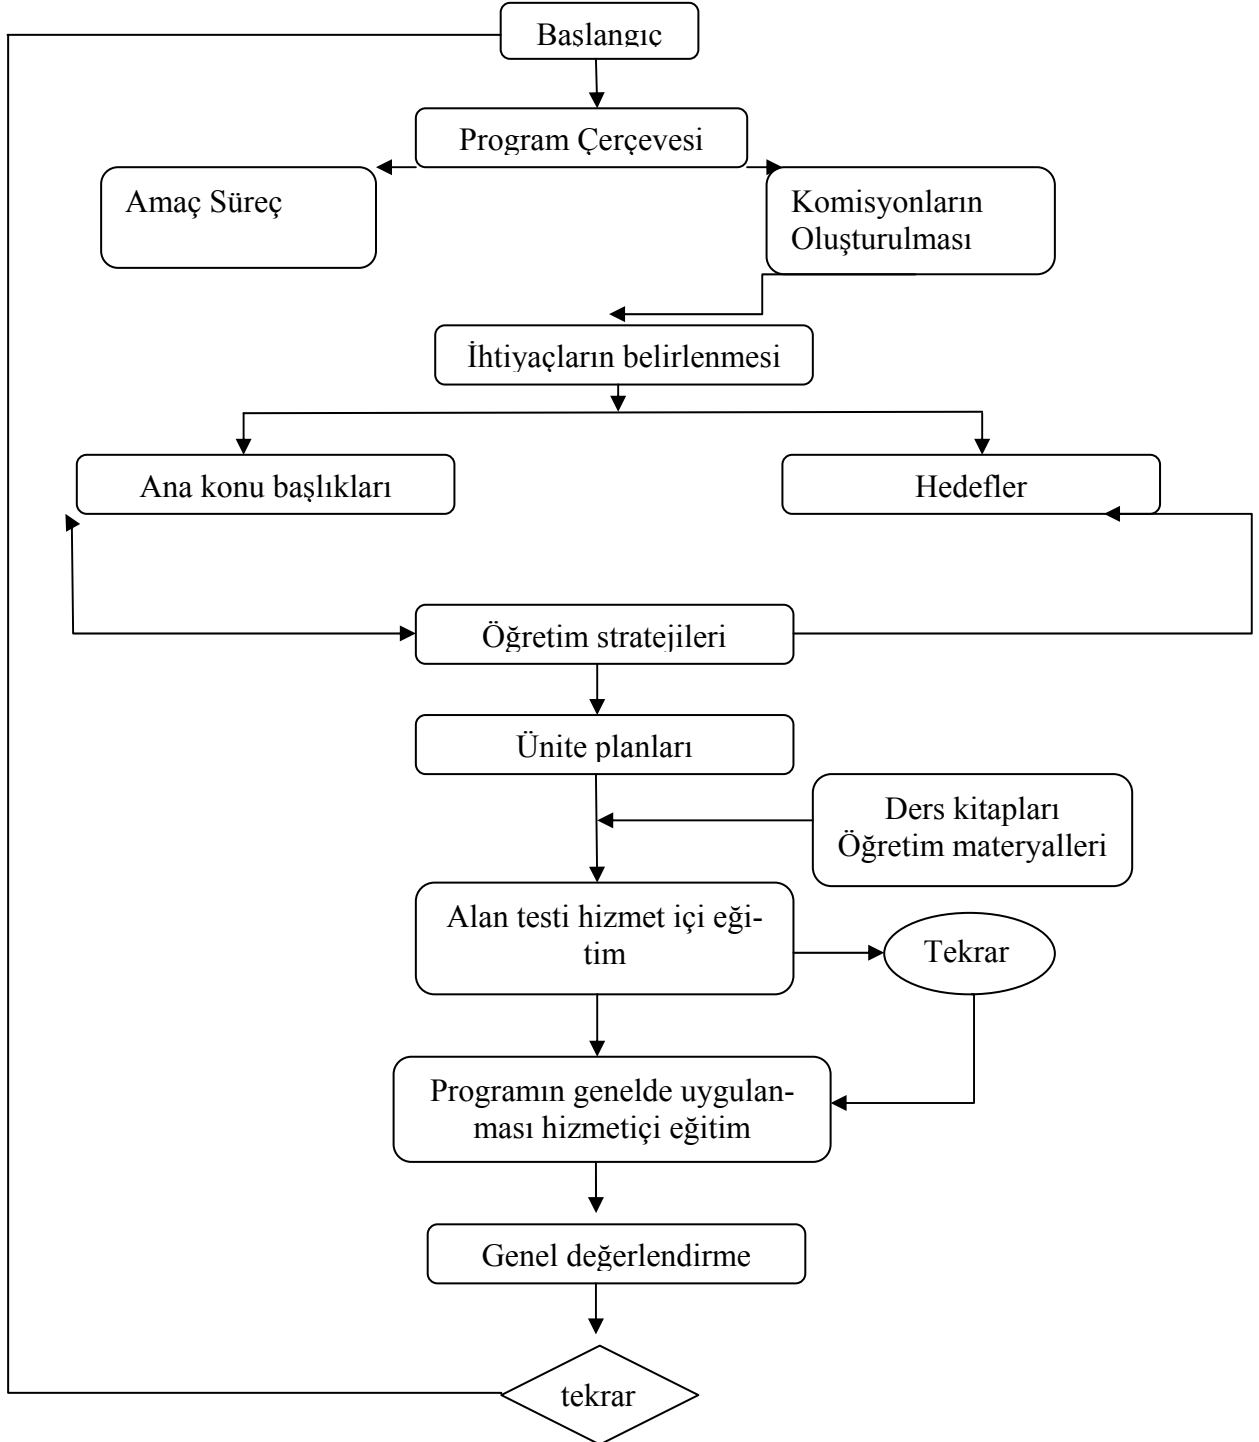 Başlangıç
Program Çerçevesi
Amaç Süreç
Komisyonların
Oluşturulması
İhtiyaçların belirlenmesi
Ana konu başlıkları
Hedefler
Öğretim stratejileri
Ünite planları
Ders kitapları
Öğretim materyalleri
Alan testi hizmet içi eği-
tim
Tekrar
Programın genelde uygulan-
ması hizmetiçi eğitim
Genel değerlendirme
tekrar